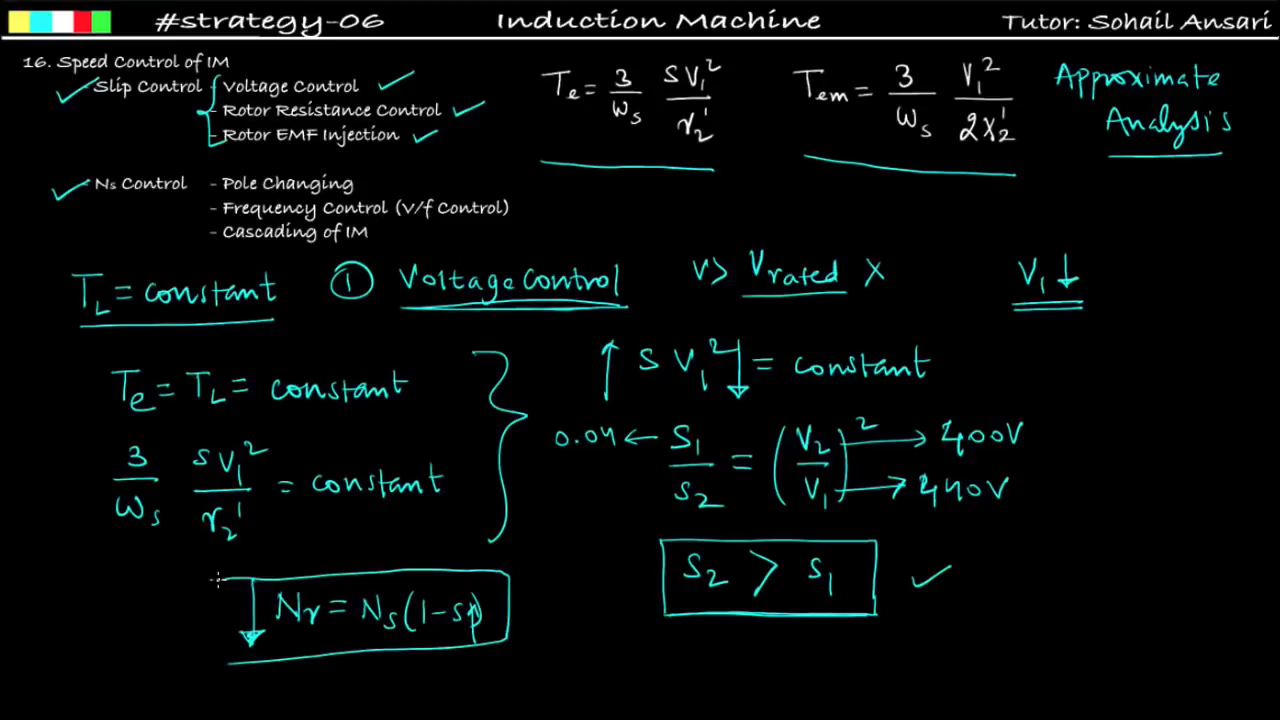 #strategy-06 Induction Machine Tutor: Sohail Ansari
16. Speed Control of IM
- Slip Control - Voltage Control
- Rotor Resistance Control
- Rotor EMF Injection
- Ns Control - Pole Changing
- Frequency Control (V/f Control)
- Cascading of IM
Te = 3/ωs SV1²/r2'
Tem = 3/ωs V1²/2x2'
Approximate
Analysis
TL = constant ① Voltage Control V> Vrated X V1↓
Te = TL = constant
3/ωs SV1²/r2' = constant
↓ Nr = Ns(1-s↑)
↑ S V1² ↓ = constant
0.04 ← S1/S2 = (V2/V1)² → 400V
→ 440V
S2 > S1 ✓